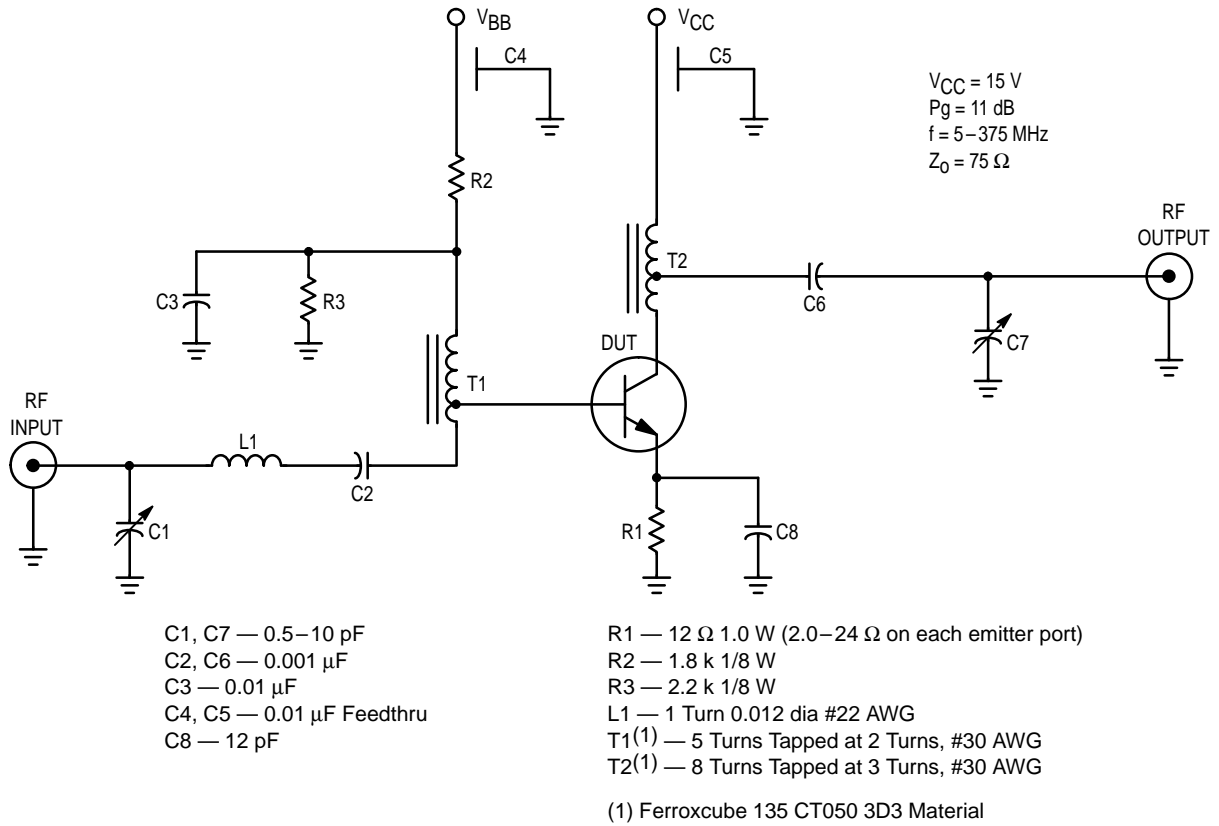 VBB
C4
VCC
C5
VCC = 15 V
Pg = 11 dB
f = 5–375 MHz
Zo = 75 Ω
R2
RF
OUTPUT
T2
C3
R3
C6
DUT
C7
T1
RF
INPUT
L1
C2
C1
R1
C8
C1, C7 — 0.5–10 pF
C2, C6 — 0.001 μF
C3 — 0.01 μF
C4, C5 — 0.01 μF Feedthru
C8 — 12 pF
R1 — 12 Ω 1.0 W (2.0–24 Ω on each emitter port)
R2 — 1.8 k 1/8 W
R3 — 2.2 k 1/8 W
L1 — 1 Turn 0.012 dia #22 AWG
T1(1) — 5 Turns Tapped at 2 Turns, #30 AWG
T2(1) — 8 Turns Tapped at 3 Turns, #30 AWG
(1) Ferroxcube 135 CT050 3D3 Material